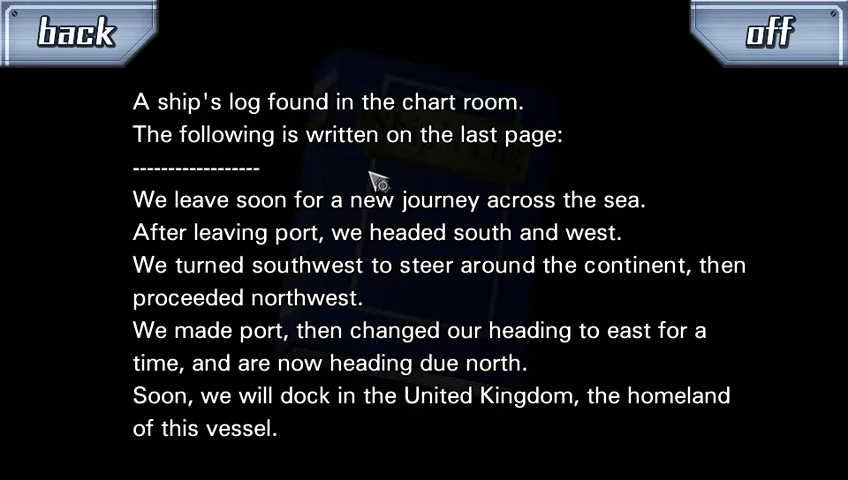 back
off
A ship's log found in the chart room.
The following is written on the last page:
------------------
We leave soon for a new journey across the sea.
After leaving port, we headed south and west.
We turned southwest to steer around the continent, then
proceeded northwest.
We made port, then changed our heading to east for a
time, and are now heading due north.
Soon, we will dock in the United Kingdom, the homeland
of this vessel.